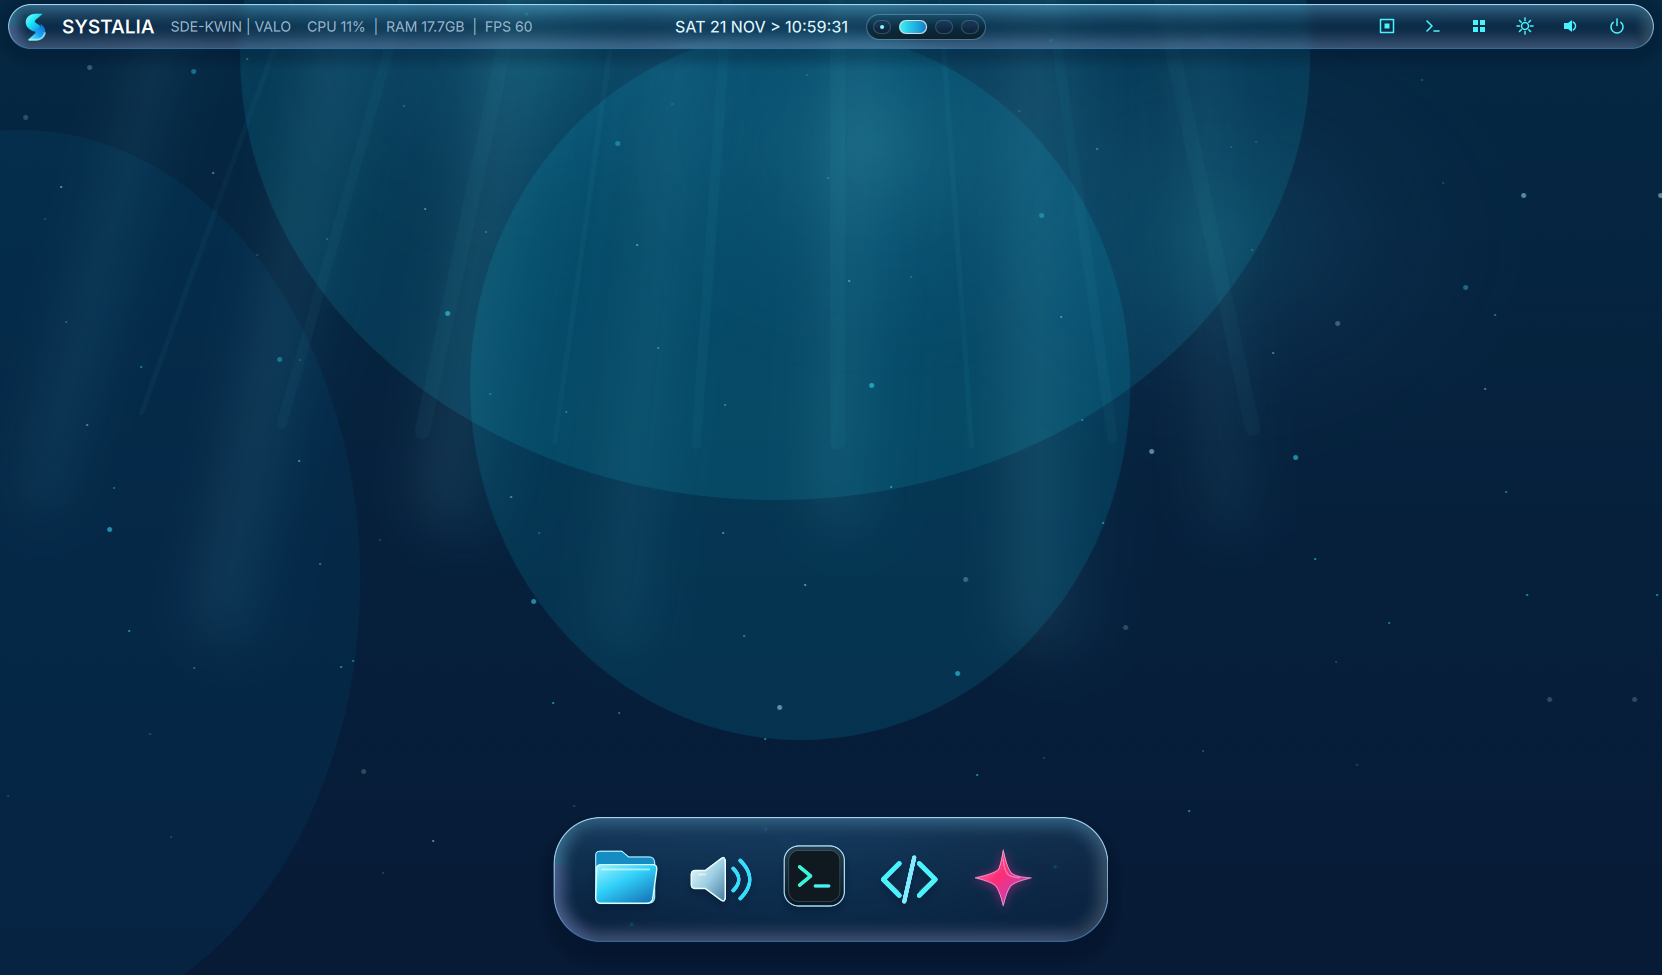 SYSTALIA SDE-KWIN | VALO CPU 11% | RAM 17.7GB | FPS 60 SAT 21 NOV > 10:59:31